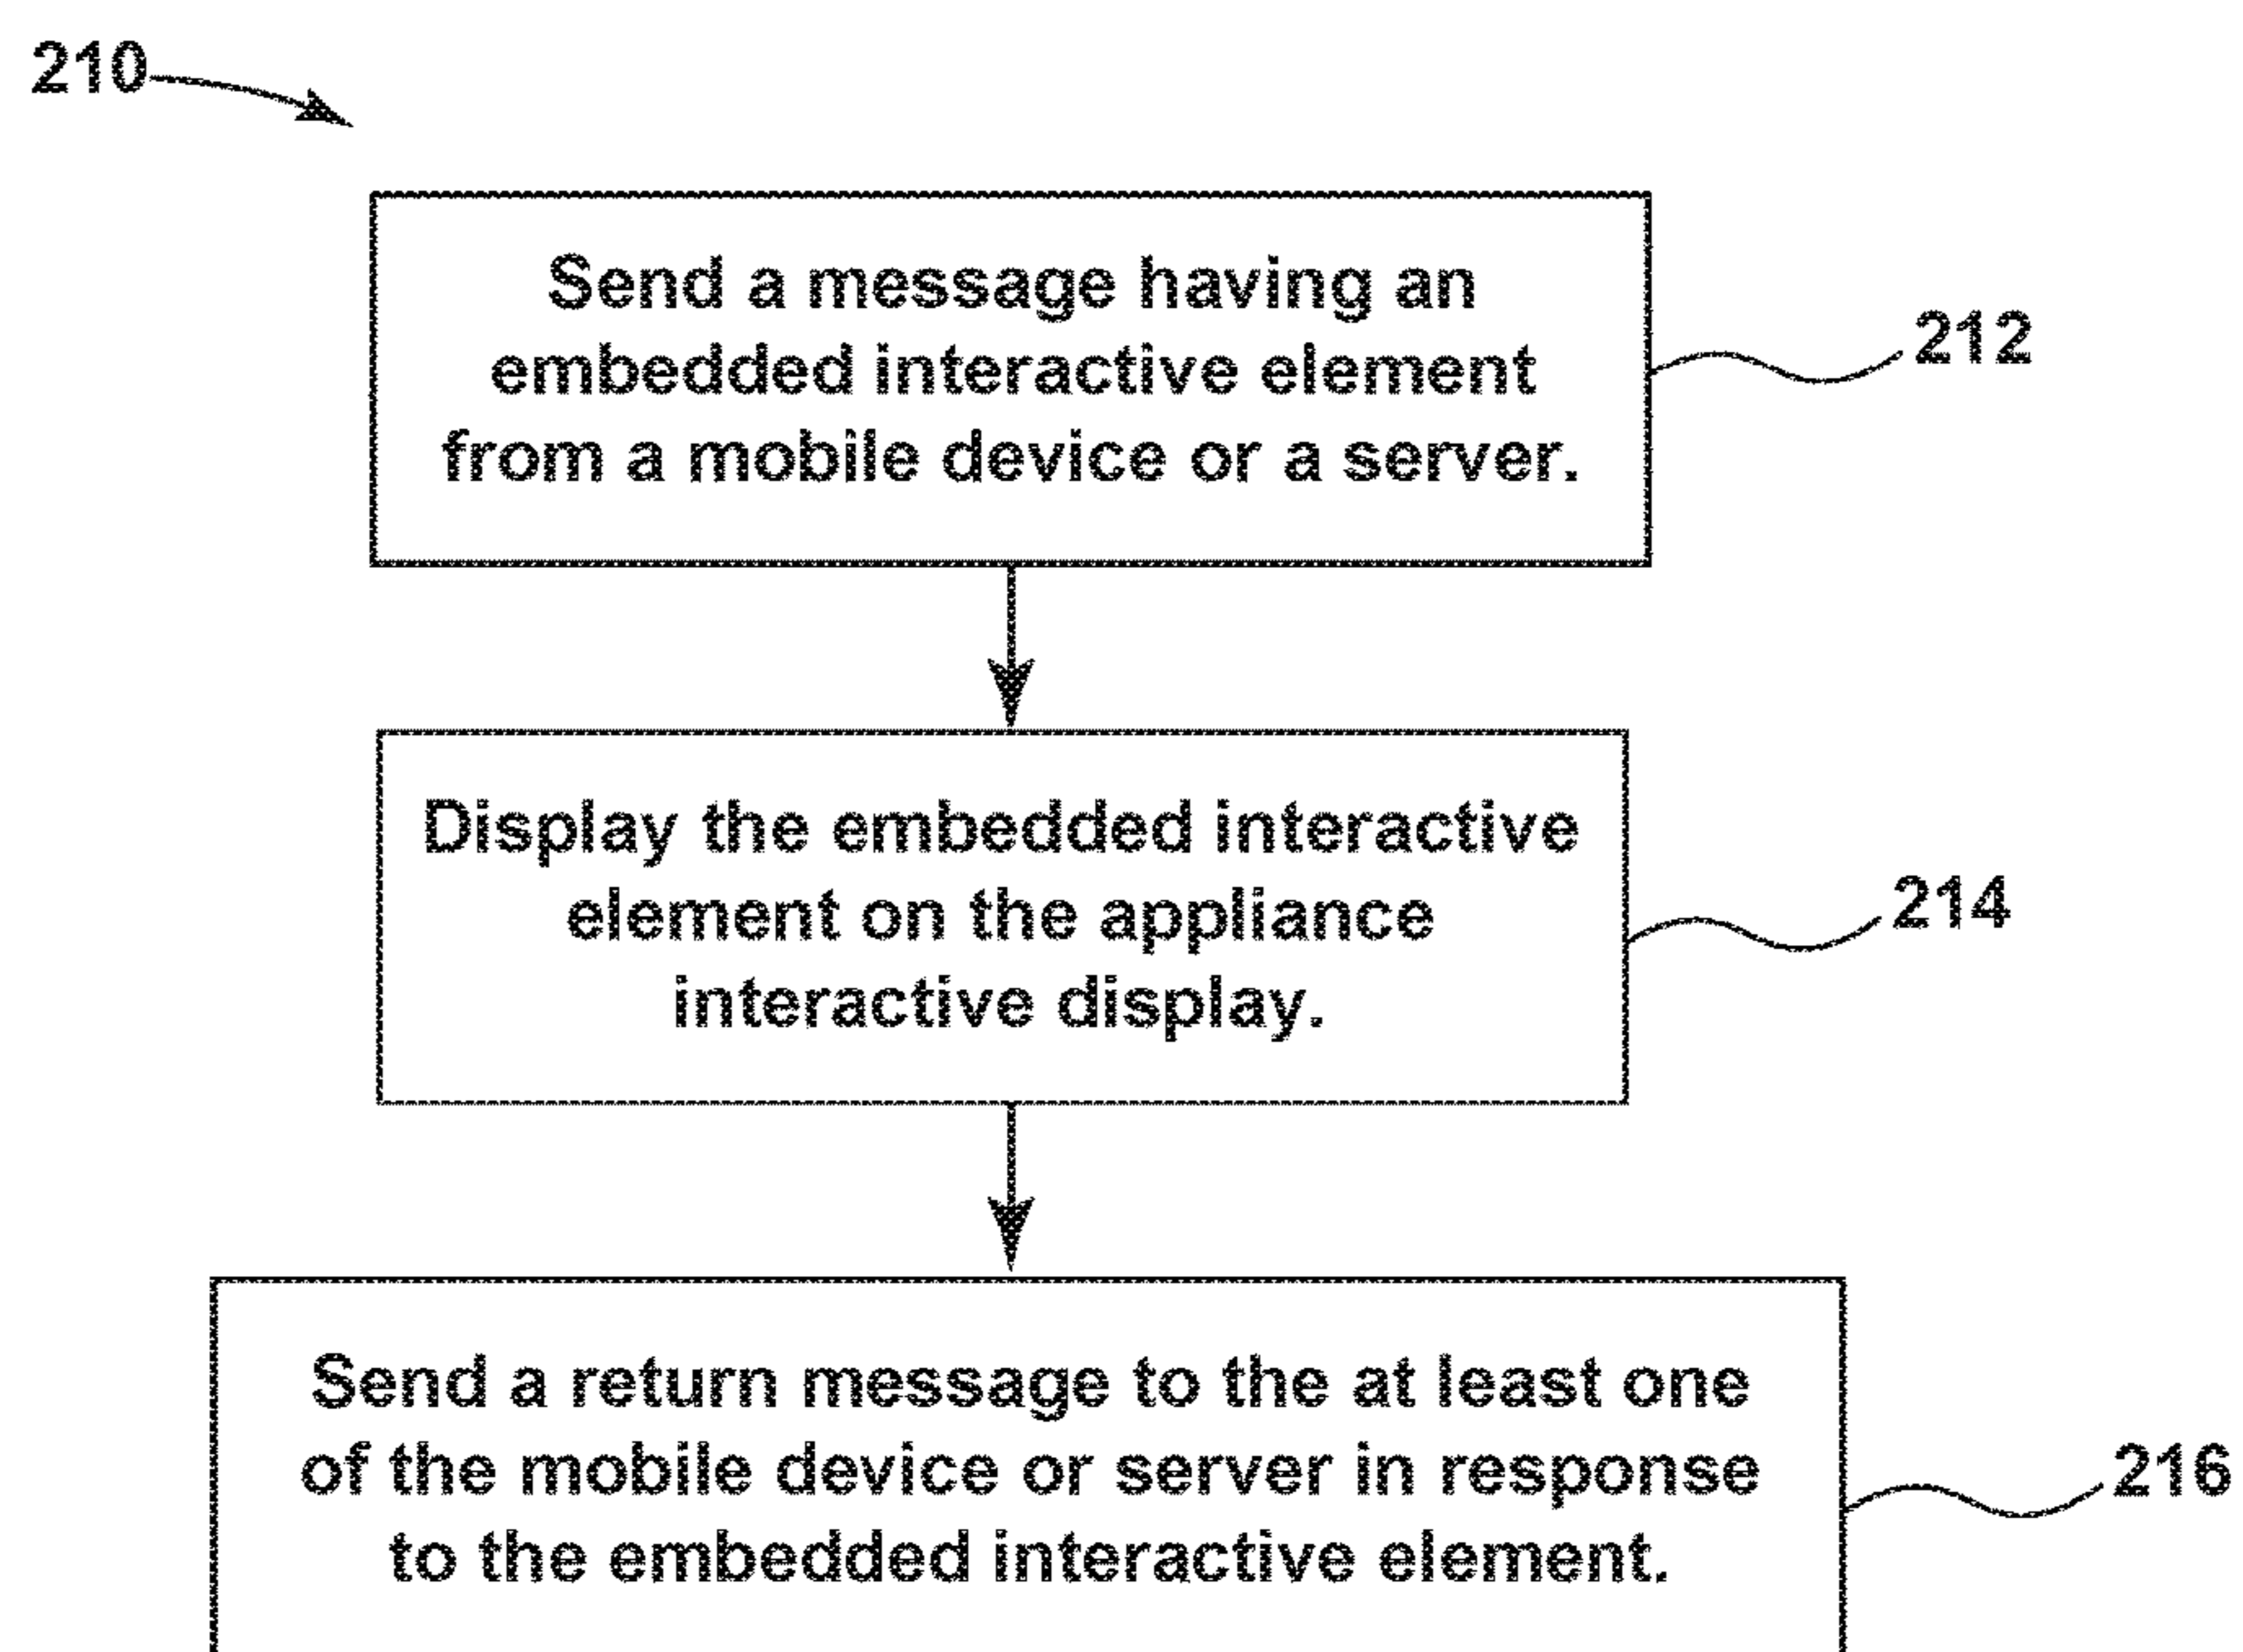 210
Send a message having an
embedded interactive element
from a mobile device or a server.
212
Display the embedded interactive
element on the appliance
interactive display.
214
Send a return message to the at least one
of the mobile device or server in response
to the embedded interactive element.
216